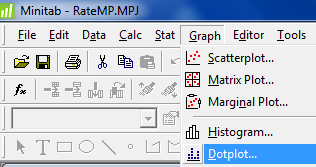 Minitab - RateMP.MPJ
File Edit Data Calc Stat Graph Editor Tools
Scatterplot...
Matrix Plot...
Marginal Plot...
Histogram...
Dotplot...